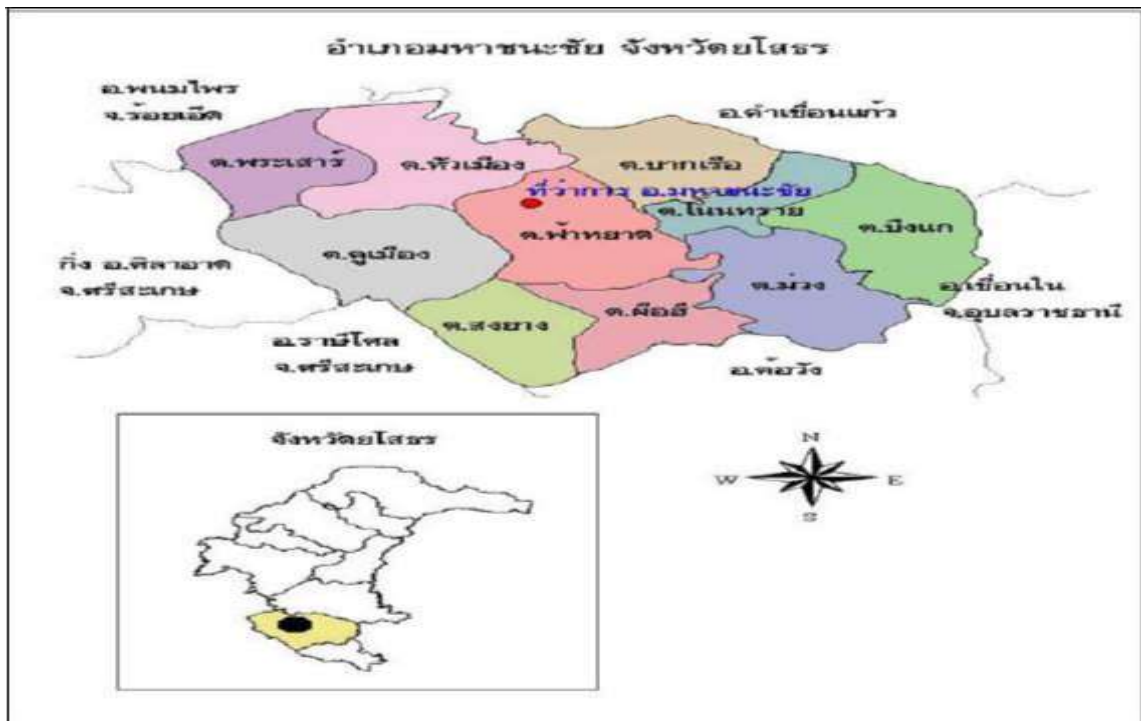 อำเภอมหาชนะชัย จังหวัดยโสธร
อ.พนมไพร
จ.ร้อยเอ็ด
อ.คำเขื่อนแก้ว
ต.พระเสาร์
ต.หัวเมือง
ต.บากเรือ
ที่ว่าการ อ.มหาชนะชัย
ต.โนนทราย
ต.ฟ้าหยาด
ต.บึงแก
ต.คูเมือง
กิ่ง อ.ศิลาลาด
จ.ศรีสะเกษ
ต.ม่วง
อ.เขื่องใน
จ.อุบลราชธานี
ต.ผือฮี
ต.สงยาง
อ.ราษีไศล
จ.ศรีสะเกษ
อ.ค้อวัง
จังหวัดยโสธร
N
W
E
S